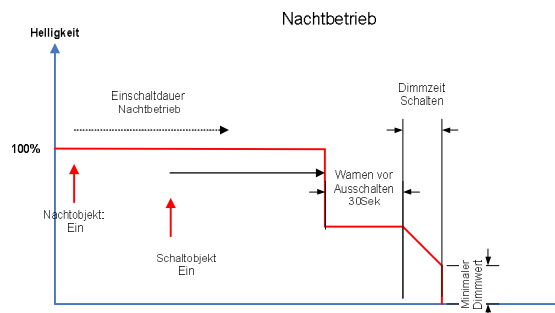 Nachtbetrieb
Helligkeit
Dimmzeit
Schalten
Einschaltdauer
Nachtbetrieb
100%
Warnen vor
Ausschalten
30Sek
Nachtobjekt:
Ein
Schaltobjekt
Ein
Minimaler
Dimmwert